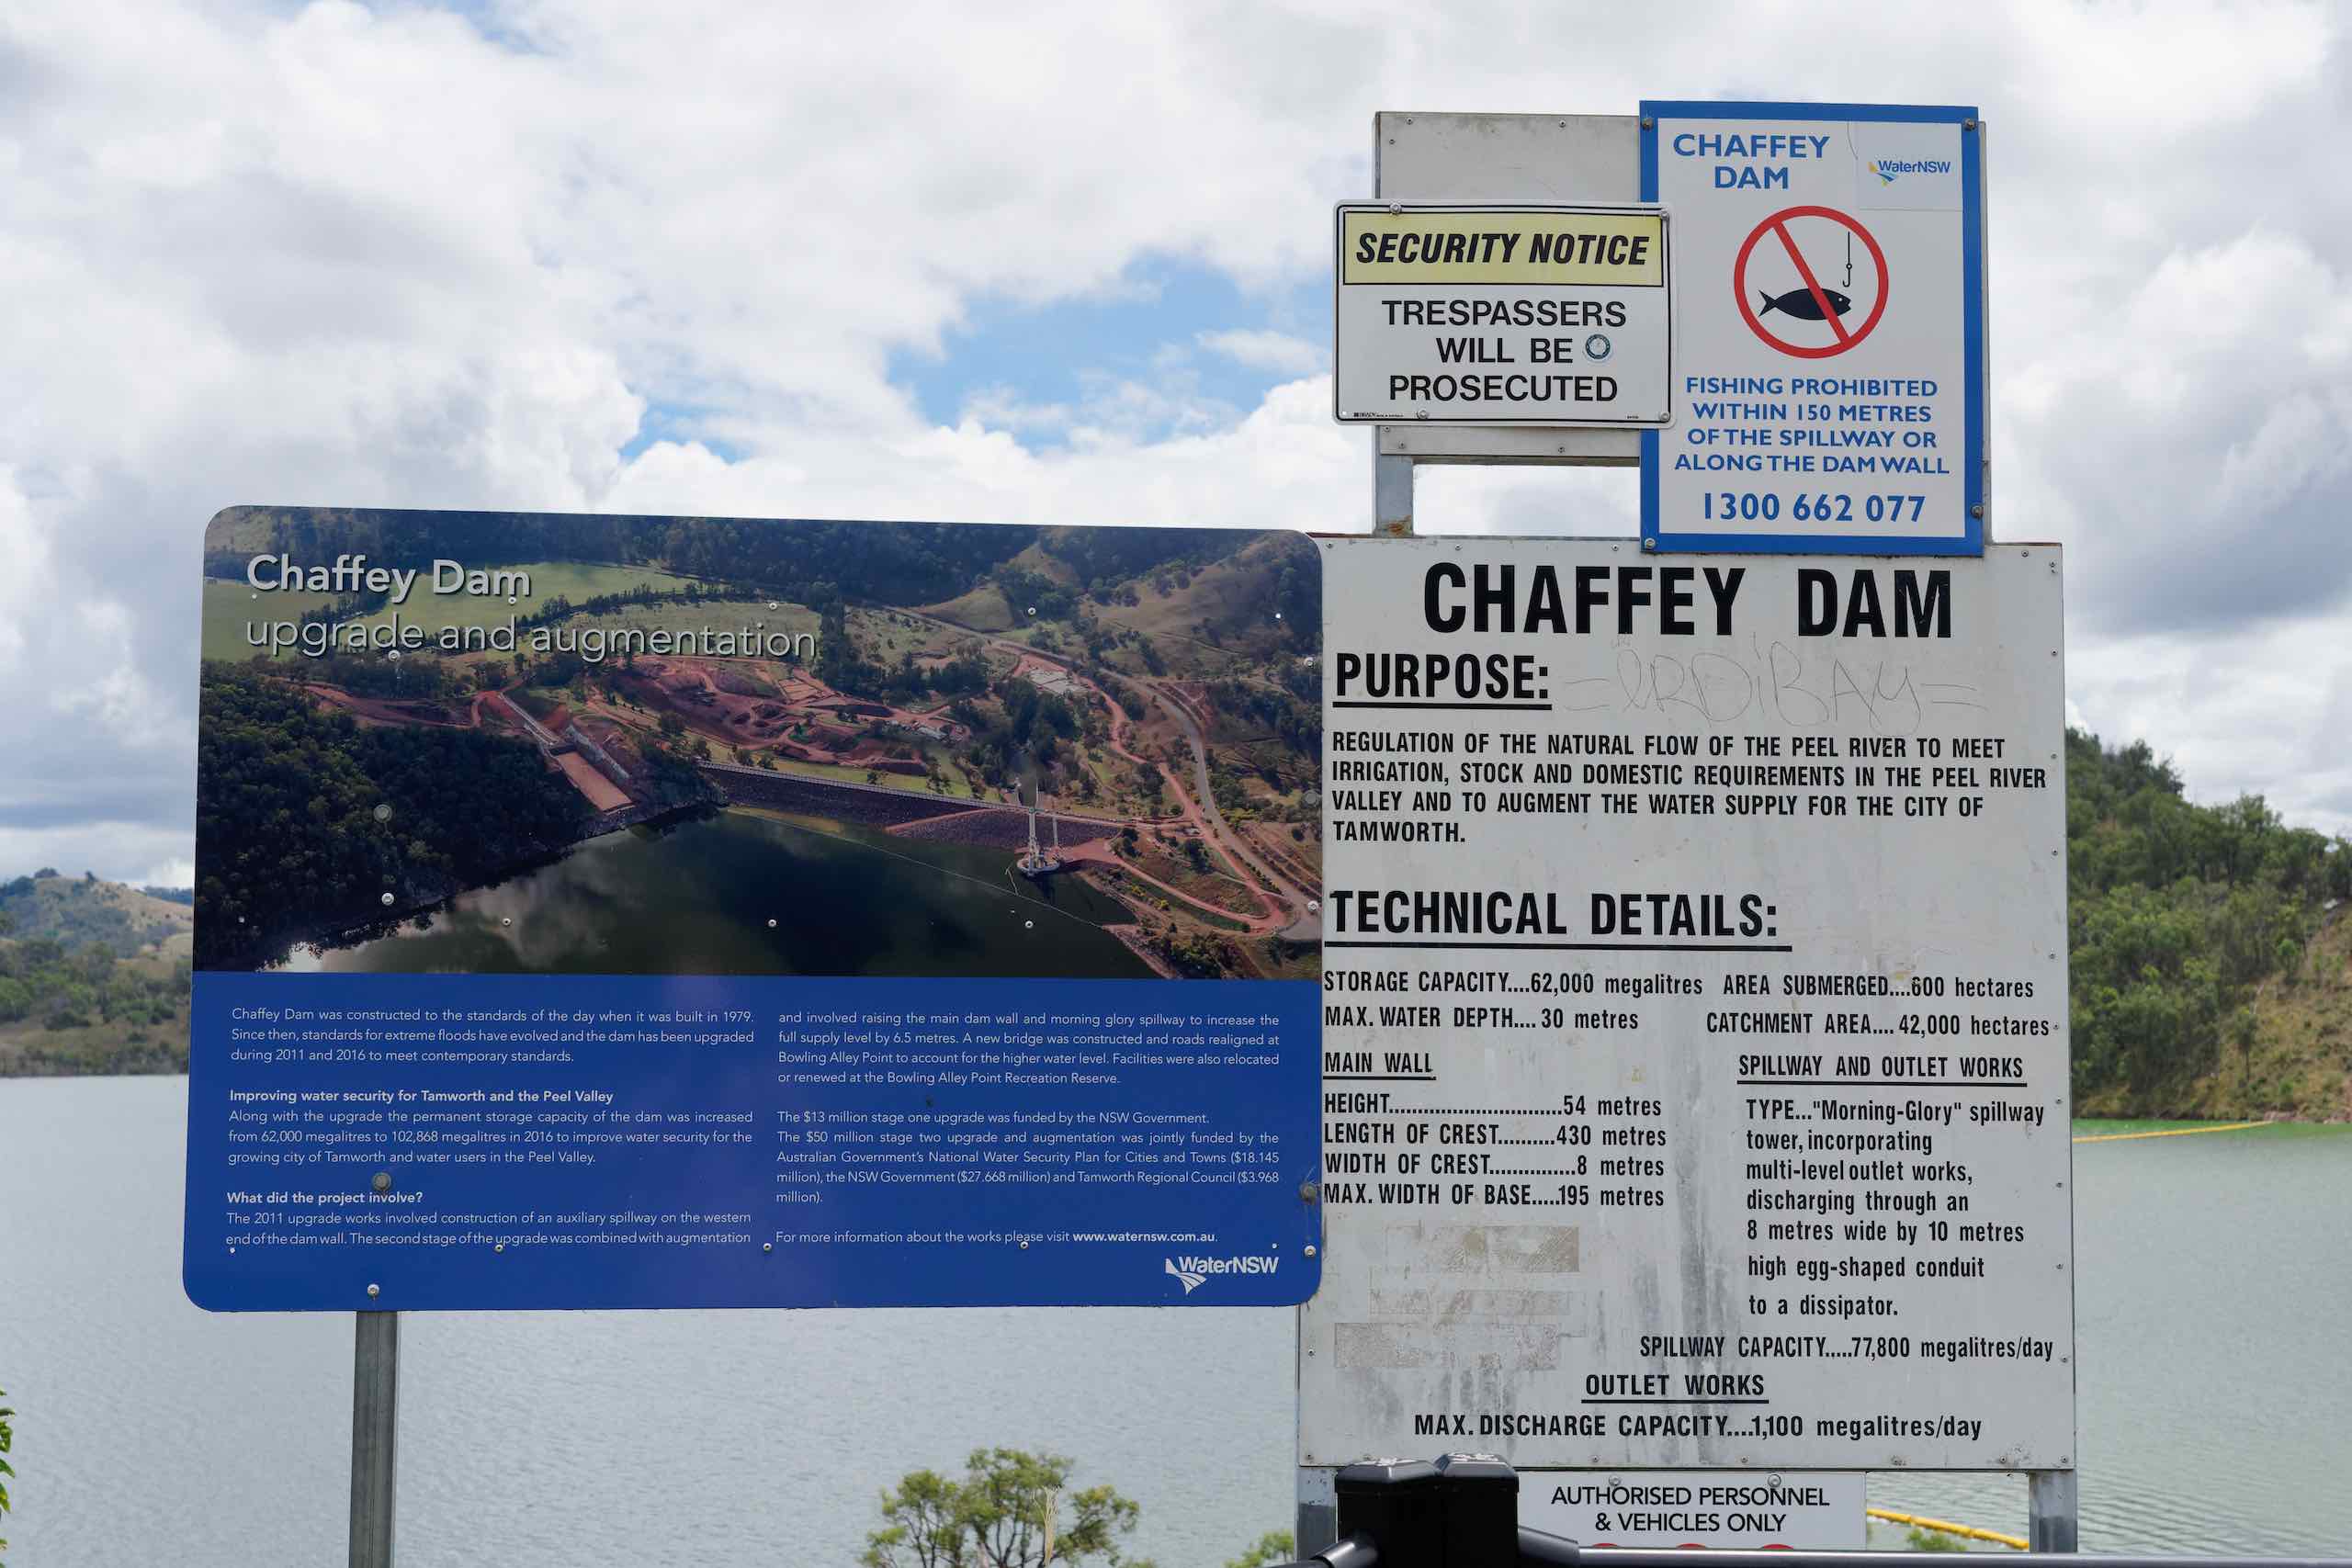 Chaffey Dam
upgrade and augmentation
Chaffey Dam was constructed to the standards of the day when it was built in 1979.
Since then, standards for extreme floods have evolved and the dam has been upgraded
during 2011 and 2016 to meet contemporary standards.
Improving water security for Tamworth and the Peel Valley
Along with the upgrade the permanent storage capacity of the dam was increased
from 62,000 megalitres to 102,868 megalitres in 2016 to improve water security for the
growing city of Tamworth and water users in the Peel Valley.
What did the project involve?
The 2011 upgrade works involved construction of an auxiliary spillway on the western
end of the dam wall. The second stage of the upgrade was combined with augmentation
and involved raising the main dam wall and morning glory spillway to increase the
full supply level by 6.5 metres. A new bridge was constructed and roads realigned at
Bowling Alley Point to account for the higher water level. Facilities were also relocated
or renewed at the Bowling Alley Point Recreation Reserve.
The $13 million stage one upgrade was funded by the NSW Government.
The $50 million stage two upgrade and augmentation was jointly funded by the
Australian Government's National Water Security Plan for Cities and Towns ($18.145
million), the NSW Government ($27.668 million) and Tamworth Regional Council ($3.968
million).
For more information about the works please visit www.waternsw.com.au.
WaterNSW
SECURITY NOTICE
TRESPASSERS
WILL BE
PROSECUTED
CHAFFEY
DAM
WaterNSW
FISHING PROHIBITED
WITHIN 150 METRES
OF THE SPILLWAY OR
ALONG THE DAM WALL
1300 662 077
CHAFFEY DAM
PURPOSE:
REGULATION OF THE NATURAL FLOW OF THE PEEL RIVER TO MEET
IRRIGATION, STOCK AND DOMESTIC REQUIREMENTS IN THE PEEL RIVER
VALLEY AND TO AUGMENT THE WATER SUPPLY FOR THE CITY OF
TAMWORTH.
TECHNICAL DETAILS:
STORAGE CAPACITY....62,000 megalitres AREA SUBMERGED....600 hectares
MAX. WATER DEPTH.... 30 metres CATCHMENT AREA.... 42,000 hectares
MAIN WALL
HEIGHT..............................54 metres
LENGTH OF CREST..........430 metres
WIDTH OF CREST...............8 metres
MAX. WIDTH OF BASE.....195 metres
SPILLWAY AND OUTLET WORKS
TYPE..."Morning-Glory" spillway
tower, incorporating
multi-level outlet works,
discharging through an
8 metres wide by 10 metres
high egg-shaped conduit
to a dissipator.
SPILLWAY CAPACITY.....77,800 megalitres/day
OUTLET WORKS
MAX. DISCHARGE CAPACITY....1,100 megalitres/day
AUTHORISED PERSONNEL
& VEHICLES ONLY